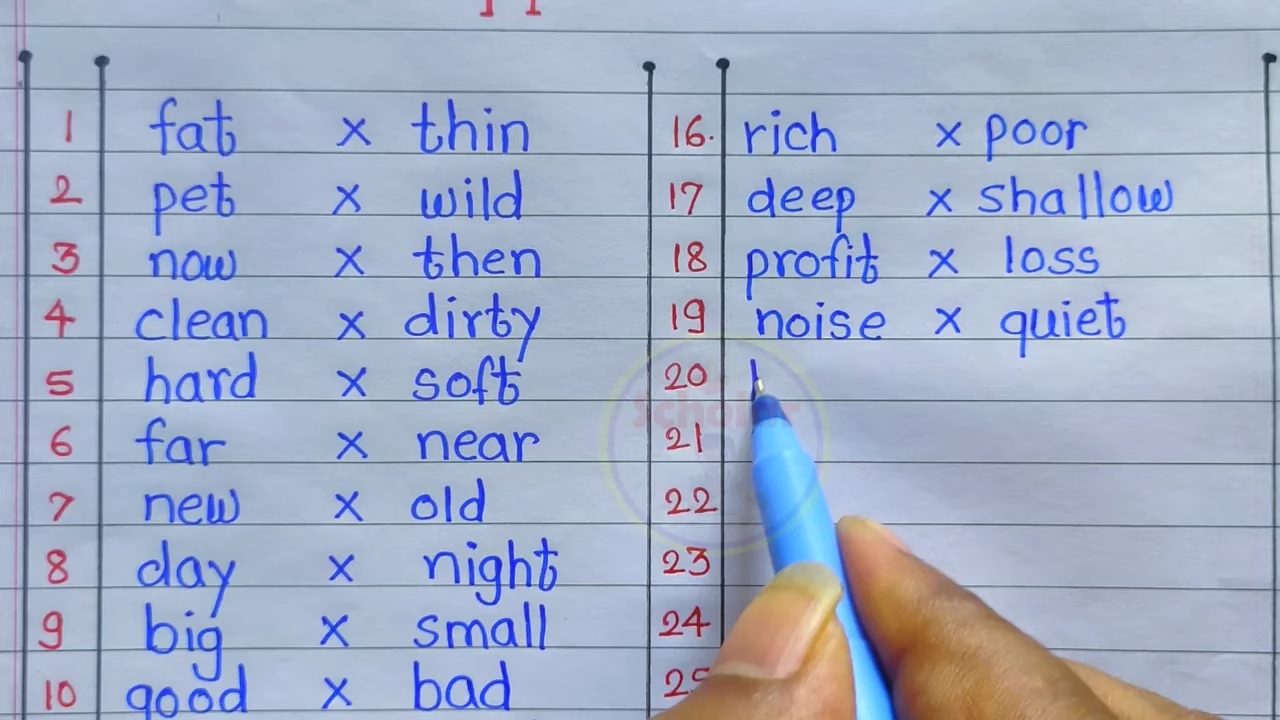 1 fat x thin
2 pet x wild
3 now x then
4 clean x dirty
5 hard x soft
6 far x near
7 new x old
8 day x night
9 big x small
10 good x bad
16. rich x poor
17 deep x shallow
18 profit x loss
19 noise x quiet
20
21
22
23
24
25